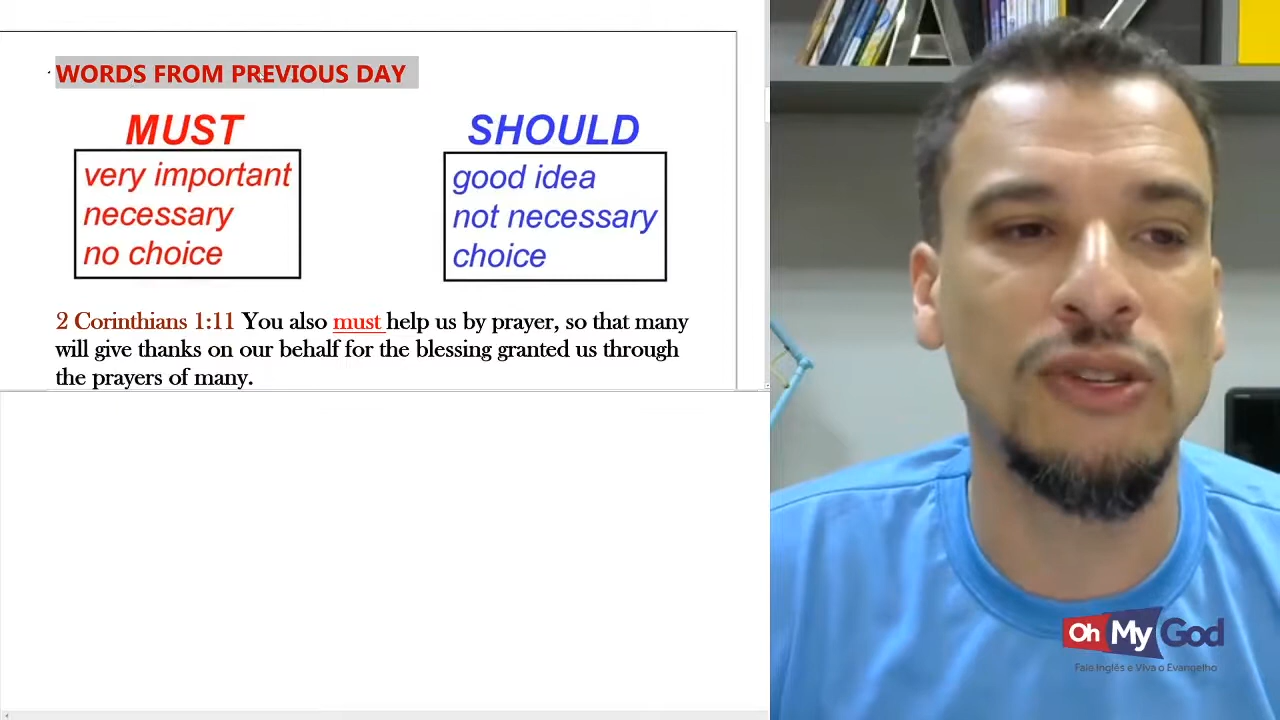 WORDS FROM PREVIOUS DAY
MUST
very important
necessary
no choice
SHOULD
good idea
not necessary
choice
2 Corinthians 1:11 You also must help us by prayer, so that many
will give thanks on our behalf for the blessing granted us through
the prayers of many.
Oh My God
Fale Inglês e Viva o Evangelho